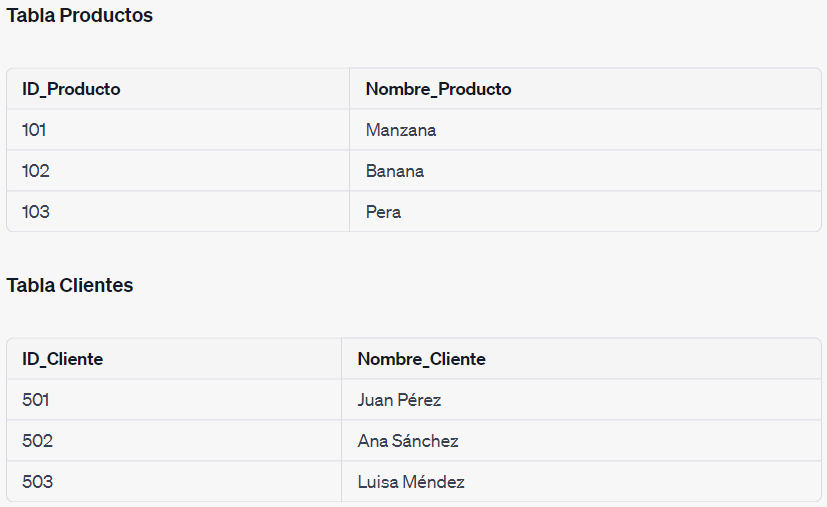 Tabla Productos
ID_Producto Nombre_Producto
101 Manzana
102 Banana
103 Pera
Tabla Clientes
ID_Cliente Nombre_Cliente
501 Juan Pérez
502 Ana Sánchez
503 Luisa Méndez